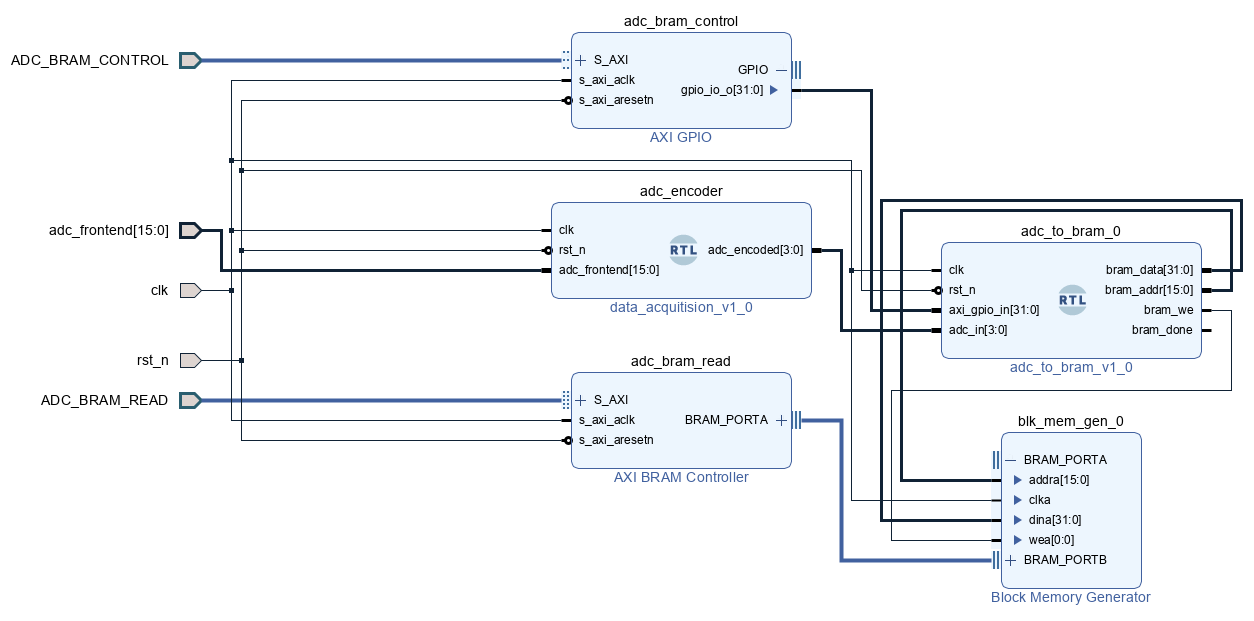 adc_bram_control
ADC_BRAM_CONTROL
S_AXI
s_axi_aclk
s_axi_aresetn
GPIO
gpio_io_o[31:0]
AXI GPIO
adc_encoder
adc_frontend[15:0]
clk
rst_n
adc_frontend[15:0]
RTL
adc_encoded[3:0]
data_acquitision_v1_0
clk
rst_n
ADC_BRAM_READ
adc_bram_read
S_AXI
s_axi_aclk
s_axi_aresetn
BRAM_PORTA
AXI BRAM Controller
adc_to_bram_0
clk
rst_n
axi_gpio_in[31:0]
adc_in[3:0]
RTL
bram_data[31:0]
bram_addr[15:0]
bram_we
bram_done
adc_to_bram_v1_0
blk_mem_gen_0
BRAM_PORTA
addra[15:0]
clka
dina[31:0]
wea[0:0]
BRAM_PORTB
Block Memory Generator